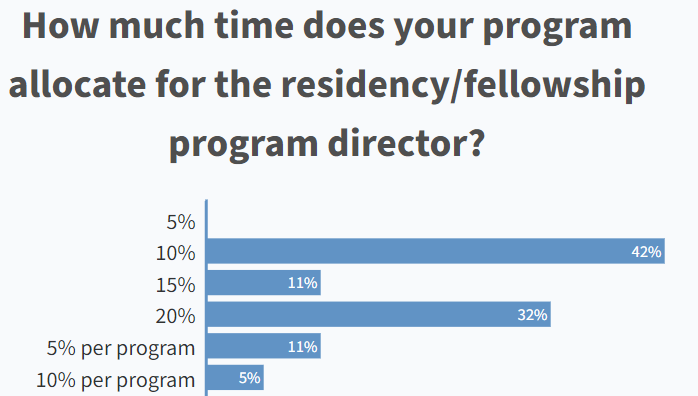 How much time does your program
allocate for the residency/fellowship
program director?
5%
10% 42%
15% 11%
20% 32%
5% per program 11%
10% per program 5%